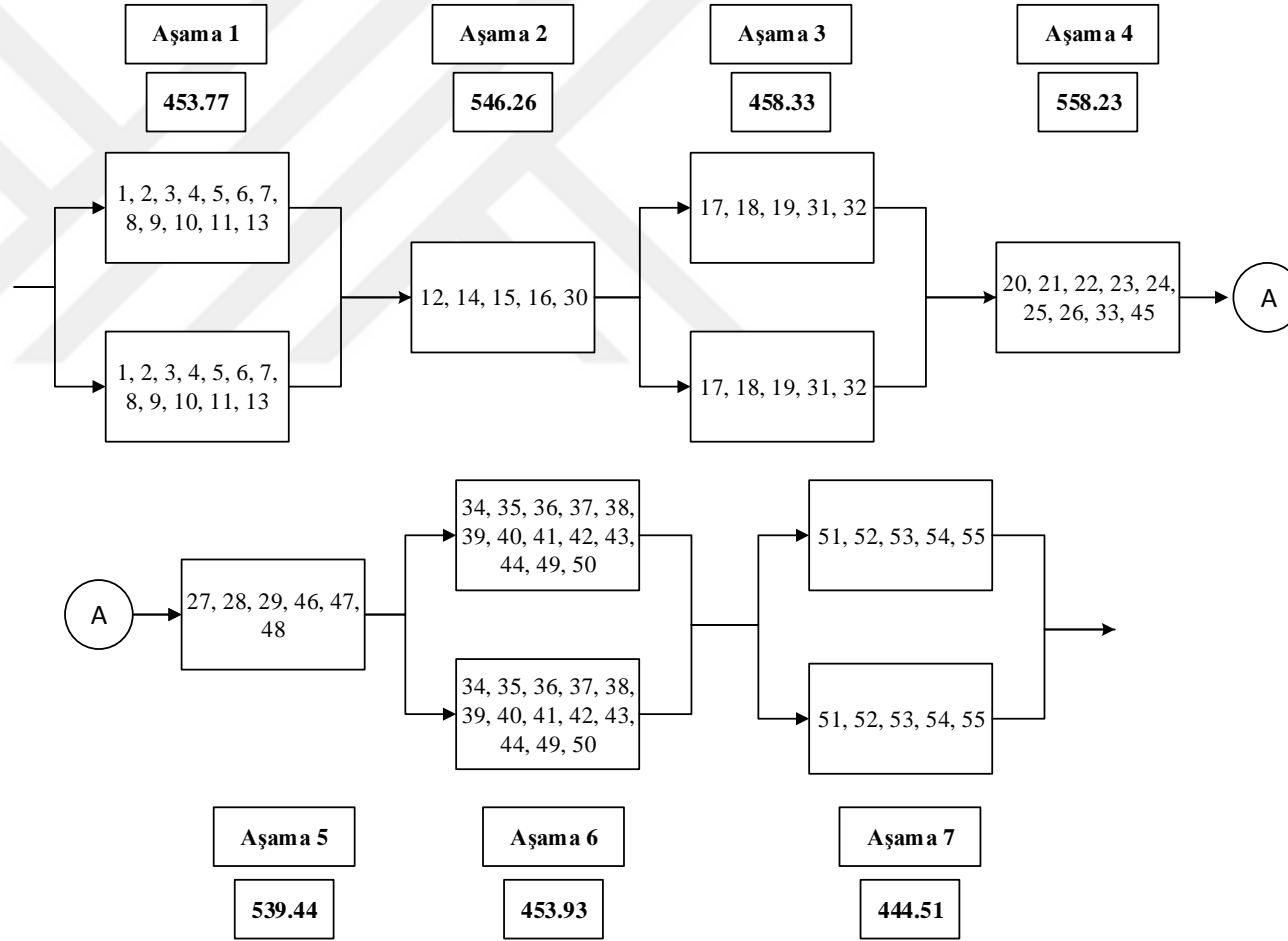 Aşama 1
Aşama 2
Aşama 3
Aşama 4
453.77
546.26
458.33
558.23
1, 2, 3, 4, 5, 6, 7,
8, 9, 10, 11, 13
17, 18, 19, 31, 32
12, 14, 15, 16, 30
20, 21, 22, 23, 24,
25, 26, 33, 45
A
1, 2, 3, 4, 5, 6, 7,
8, 9, 10, 11, 13
17, 18, 19, 31, 32
34, 35, 36, 37, 38,
39, 40, 41, 42, 43,
44, 49, 50
51, 52, 53, 54, 55
A
27, 28, 29, 46, 47,
48
34, 35, 36, 37, 38,
39, 40, 41, 42, 43,
44, 49, 50
51, 52, 53, 54, 55
Aşama 5
Aşama 6
Aşama 7
539.44
453.93
444.51